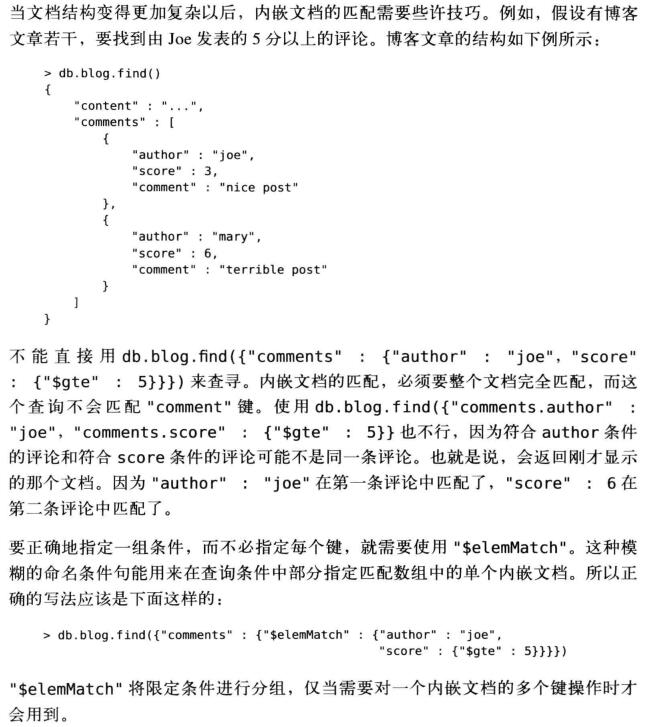 当文档结构变得更加复杂以后，内嵌文档的匹配需要些许技巧。例如，假设有博客
文章若干，要找到由 Joe 发表的 5 分以上的评论。博客文章的结构如下例所示：
> db.blog.find()
{
    "content" : "...",
    "comments" : [
        {
            "author" : "joe",
            "score" : 3,
            "comment" : "nice post"
        },
        {
            "author" : "mary",
            "score" : 6,
            "comment" : "terrible post"
        }
    ]
}
不能直接用 db.blog.find({"comments" : {"author" : "joe", "score"
: {"$gte" : 5}}}) 来查寻。内嵌文档的匹配，必须要整个文档完全匹配，而这
个查询不会匹配 "comment" 键。使用 db.blog.find({"comments.author" :
"joe", "comments.score" : {"$gte" : 5}} 也不行，因为符合 author 条件
的评论和符合 score 条件的评论可能不是同一条评论。也就是说，会返回刚才显示
的那个文档。因为 "author" : "joe" 在第一条评论中匹配了，"score" : 6 在
第二条评论中匹配了。
要正确地指定一组条件，而不必指定每个键，就需要使用 "$elemMatch"。这种模
糊的命名条件句能用来在查询条件中部分指定匹配数组中的单个内嵌文档。所以正
确的写法应该是下面这样的：
> db.blog.find({"comments" : {"$elemMatch" : {"author" : "joe",
                                              "score" : {"$gte" : 5}}}})
"$elemMatch" 将限定条件进行分组，仅当需要对一个内嵌文档的多个键操作时才
会用到。